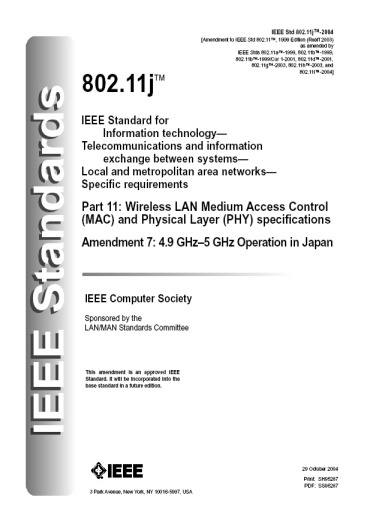 IEEE Std 802.11j™-2004
[Amendment to IEEE Std 802.11™, 1999 Edition (Reaff 2003)
as amended by
IEEE Stds 802.11a™-1999, 802.11b™-1999,
802.11b™-1999/Cor 1-2001, 802.11d™-2001,
802.11g™-2003, 802.11h™-2003, and
802.11i™-2004]
802.11j™
IEEE Standards
IEEE Standard for
Information technology—
Telecommunications and information
exchange between systems—
Local and metropolitan area networks—
Specific requirements
Part 11: Wireless LAN Medium Access Control
(MAC) and Physical Layer (PHY) specifications
Amendment 7: 4.9 GHz–5 GHz Operation in Japan
IEEE Computer Society
Sponsored by the
LAN/MAN Standards Committee
This amendment is an approved IEEE
Standard. It will be incorporated into the
base standard in a future edition.
IEEE
3 Park Avenue, New York, NY 10016-5997, USA
29 October 2004
Print: SH95267
PDF: SS95267